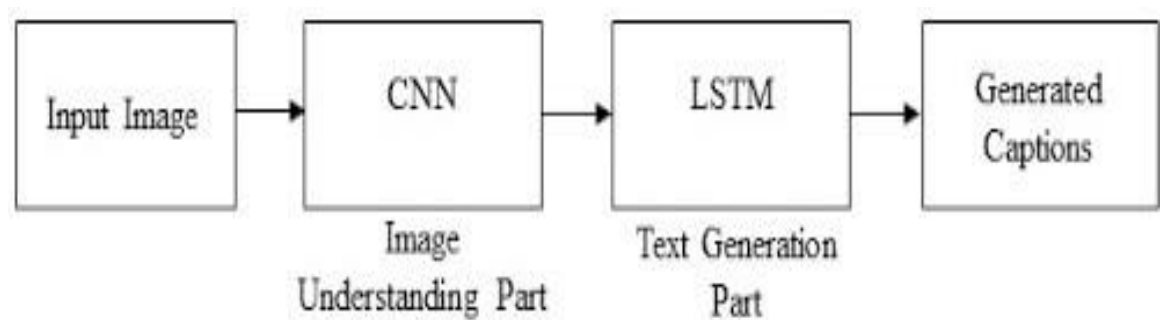 Input Image
CNN
LSTM
Generated
Captions
Image
Understanding Part
Text Generation
Part